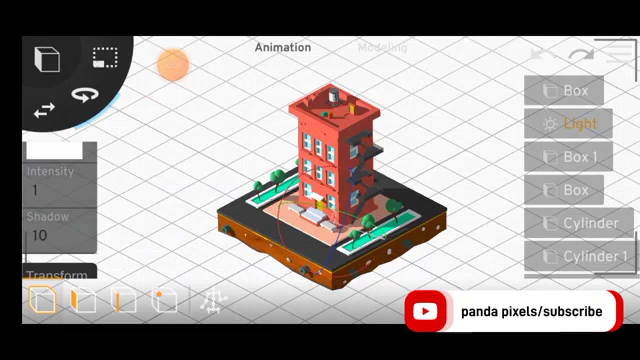 Animation
Modeling
Box
Light
Box 1
Box
Cylinder
Cylinder 1
Intensity
1
Shadow
10
Transform
panda pixels/subscribe